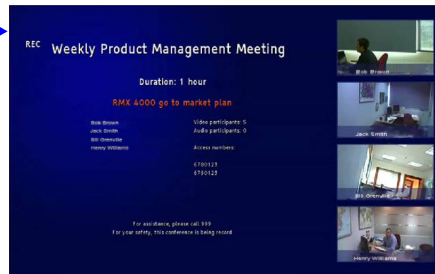 REC
Weekly Product Management Meeting
Duration: 1 hour
RMX 4000 go to market plan
Bob Brown
Jack Smith
Bill Grenville
Henry Williams
Video participants: 5
Audio participants: 0
Access numbers:
6780123
6790123
For assistance, please call 999
For your safety, this conference is being record
Bob Brown
Jack Smith
Bill Grenville
Henry Williams